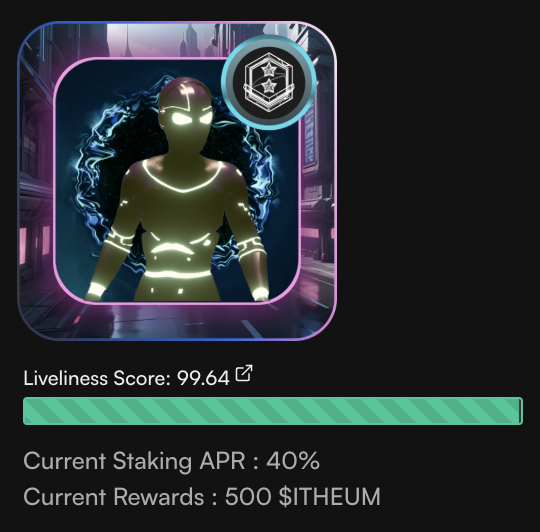 Liveliness Score: 99.64
Current Staking APR : 40%
Current Rewards : 500 $ITHEUM